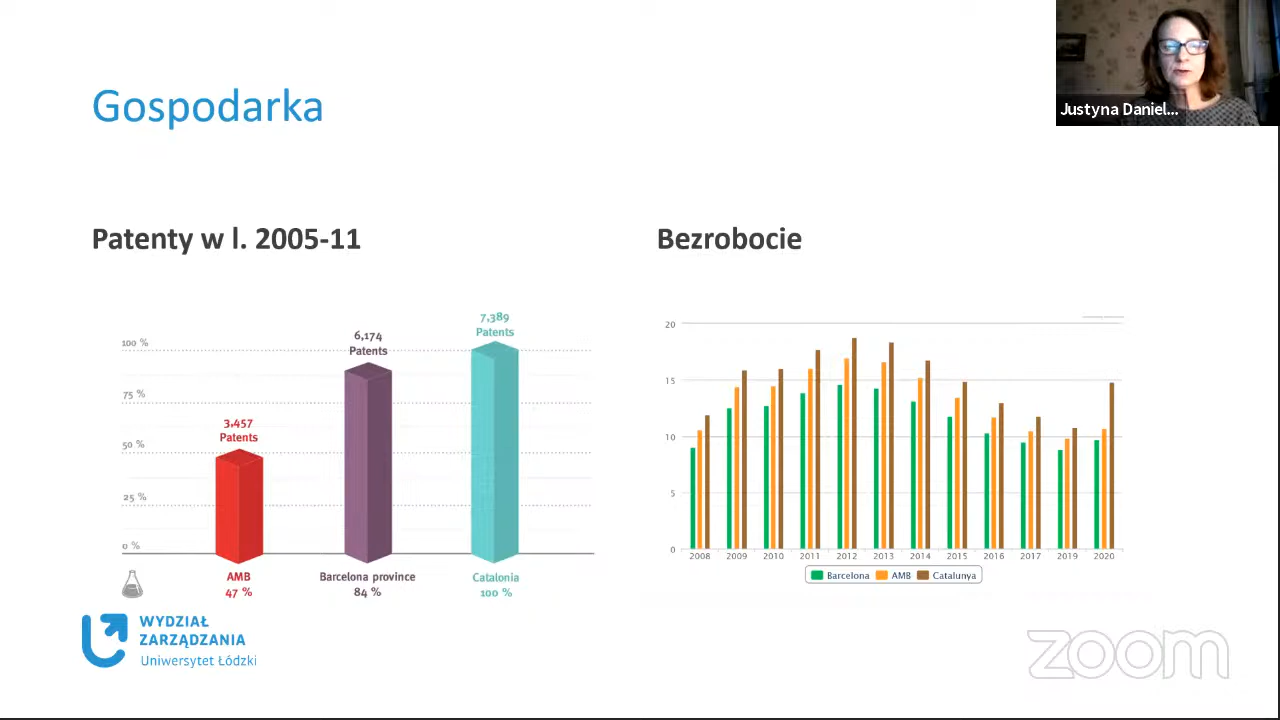 Justyna Daniel...
Gospodarka
Patenty w l. 2005-11
Bezrobocie
7,389
Patents
6,174
Patents
3,457
Patents
100 %
75 %
50 %
25 %
0 %
AMB
47 %
Barcelona province
84 %
Catalonia
100 %
20
15
10
5
0
2008 2009 2010 2011 2012 2013 2014 2015 2016 2017 2019 2020
Barcelona AMB Catalunya
WYDZIAŁ
ZARZĄDZANIA
Uniwersytet Łódzki
zoom